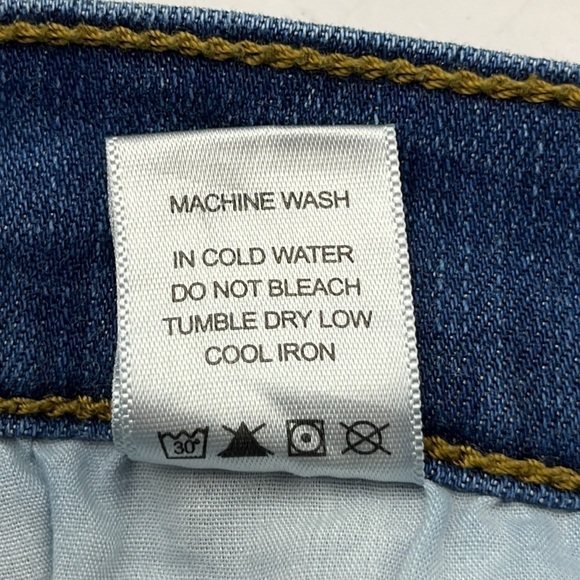 MACHINE WASH
IN COLD WATER
DO NOT BLEACH
TUMBLE DRY LOW
COOL IRON
30°